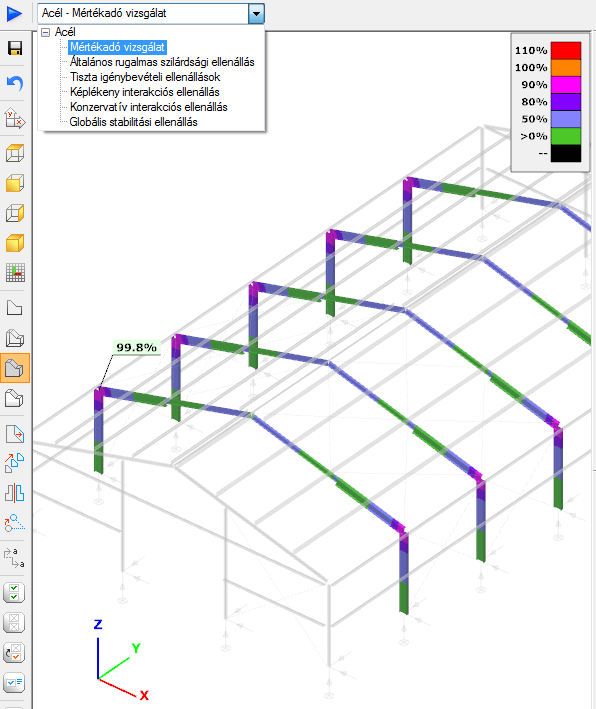 Acél - Mértékadó vizsgálat
Acél
Mértékadó vizsgálat
Általános rugalmas szilárdsági ellenállás
Tiszta igénybevételi ellenállások
Képlékeny interakciós ellenállás
Konzervatív interakciós ellenállás
Globális stabilitási ellenállás
110%
100%
90%
80%
50%
>0%
--
99.8%
a
a
Z
Y
X